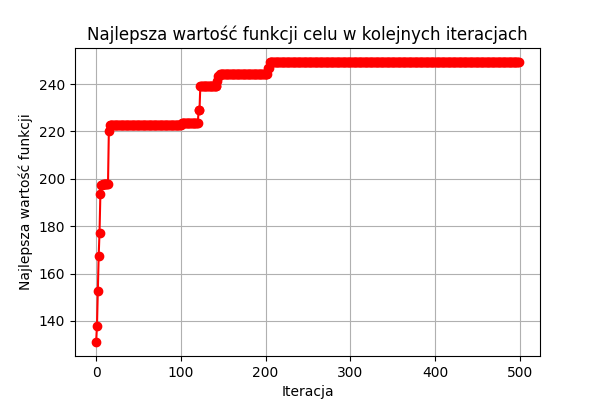 Najlepsza wartość funkcji celu w kolejnych iteracjach
Najlepsza wartość funkcji
240
220
200
180
160
140
0 100 200 300 400 500
Iteracja